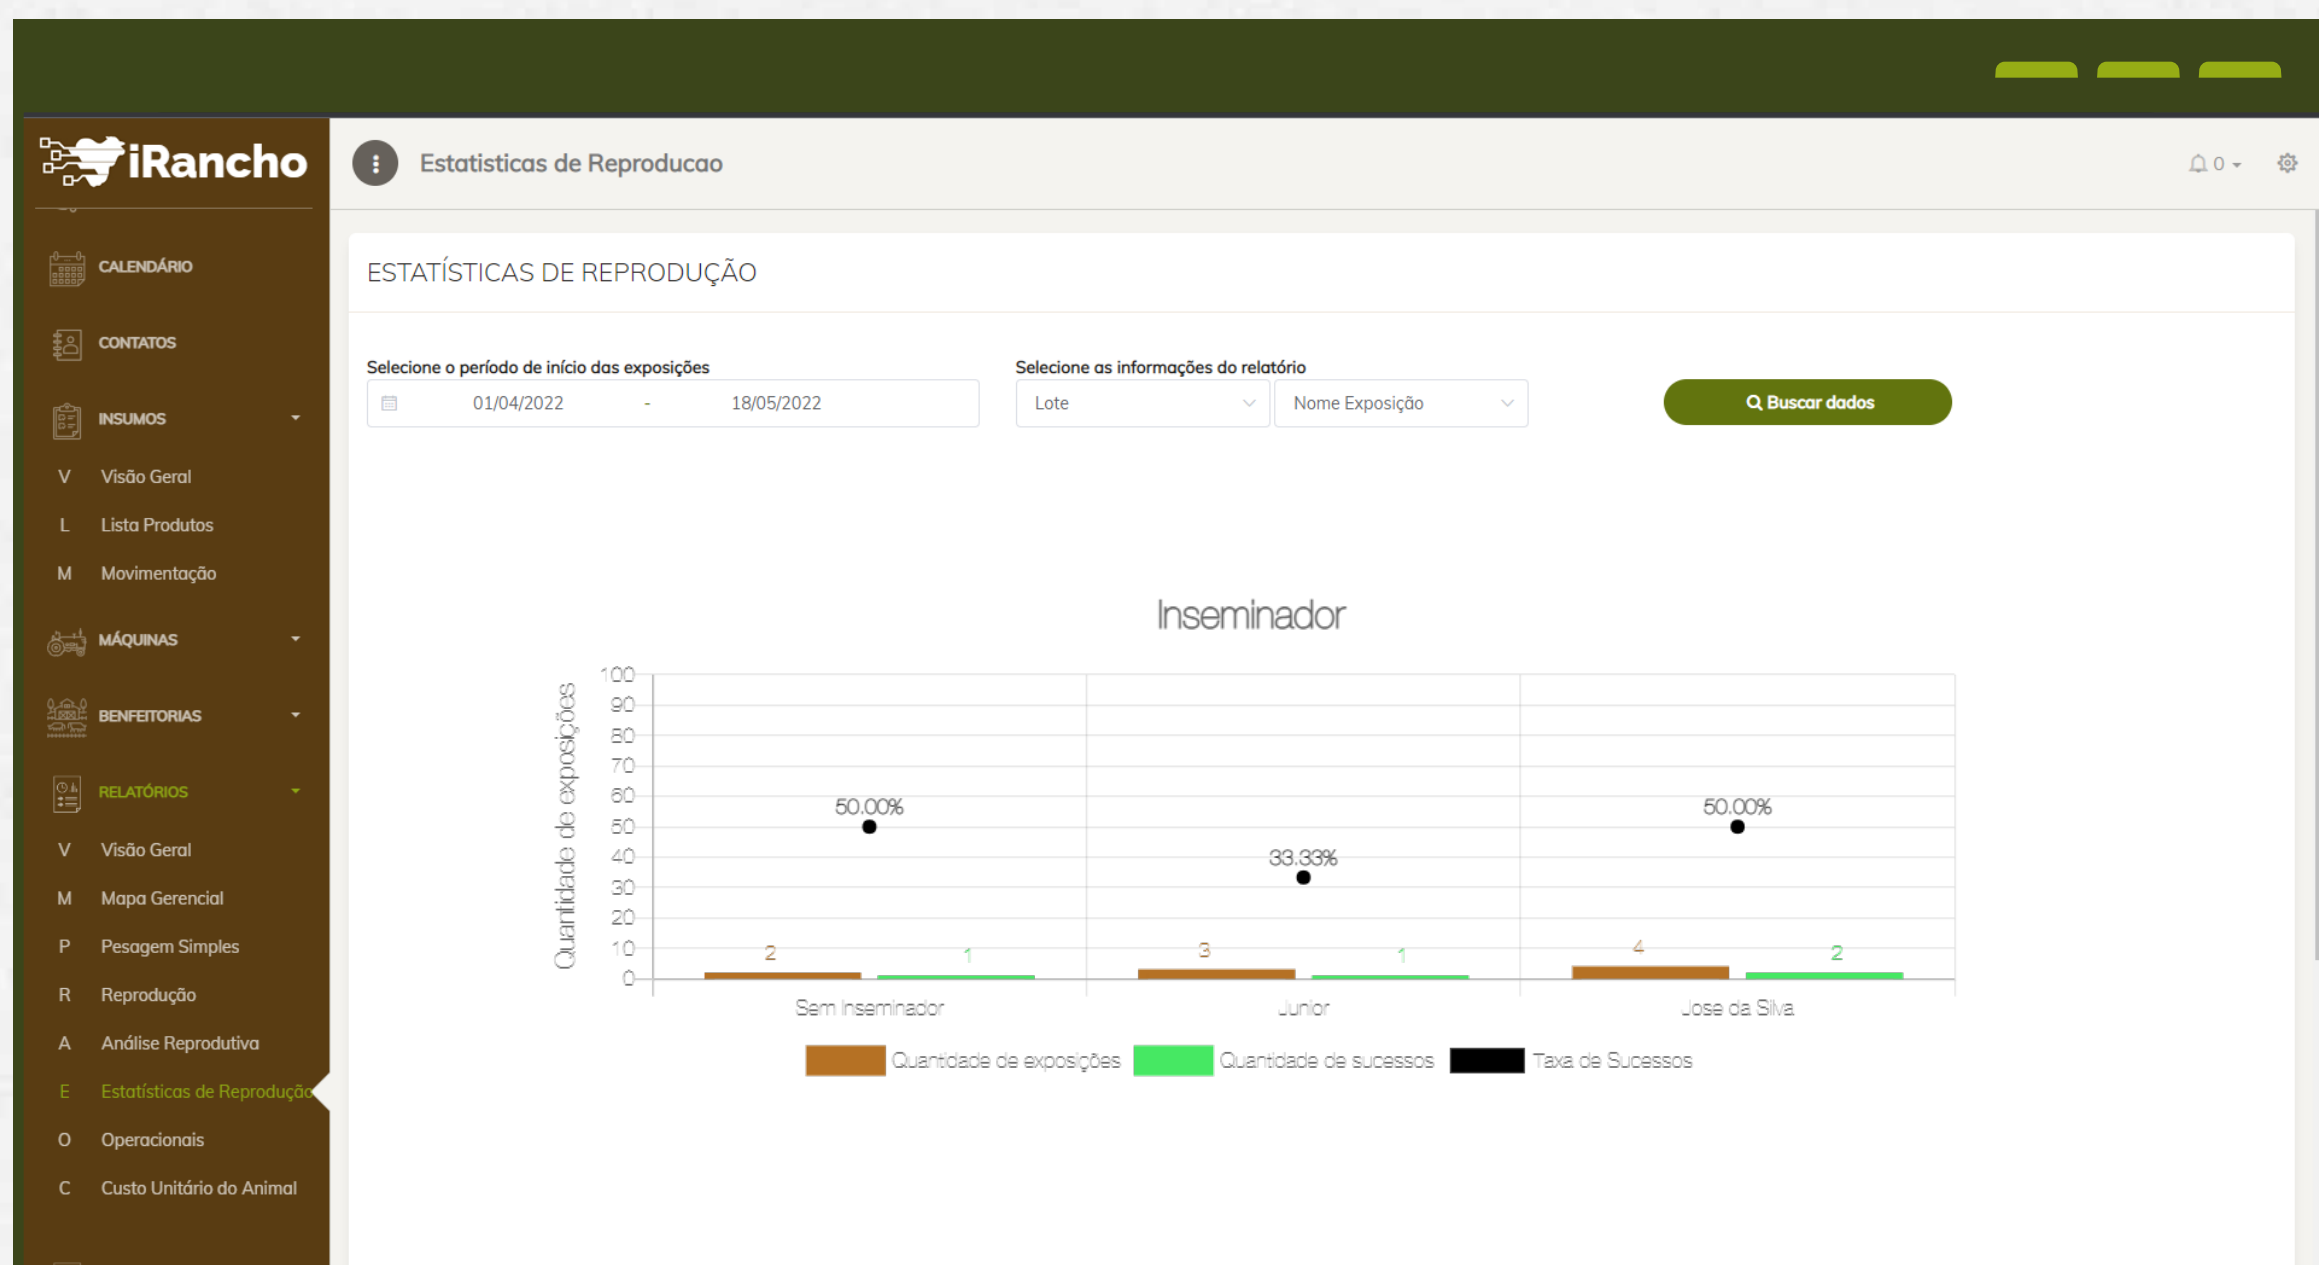 iRancho
Estatisticas de Reproducao
0
CALENDÁRIO
CONTATOS
INSUMOS
V Visão Geral
L Lista Produtos
M Movimentação
MÁQUINAS
BENFEITORIAS
RELATÓRIOS
V Visão Geral
M Mapa Gerencial
P Pesagem Simples
R Reprodução
A Análise Reprodutiva
E Estatísticas de Reprodução
O Operacionais
C Custo Unitário do Animal
ESTATÍSTICAS DE REPRODUÇÃO
Selecione o período de início das exposições
01/04/2022 - 18/05/2022
Selecione as informações do relatório
Lote
Nome Exposição
Buscar dados
Inseminador
Quantidade de exposições
100
90
80
70
60
50
40
30
20
10
0
50.00%
33.33%
50.00%
2 1 3 1 4 2
Sem Inseminador Junior Jose da Silva
Quantidade de exposições Quantidade de sucessos Taxa de Sucessos